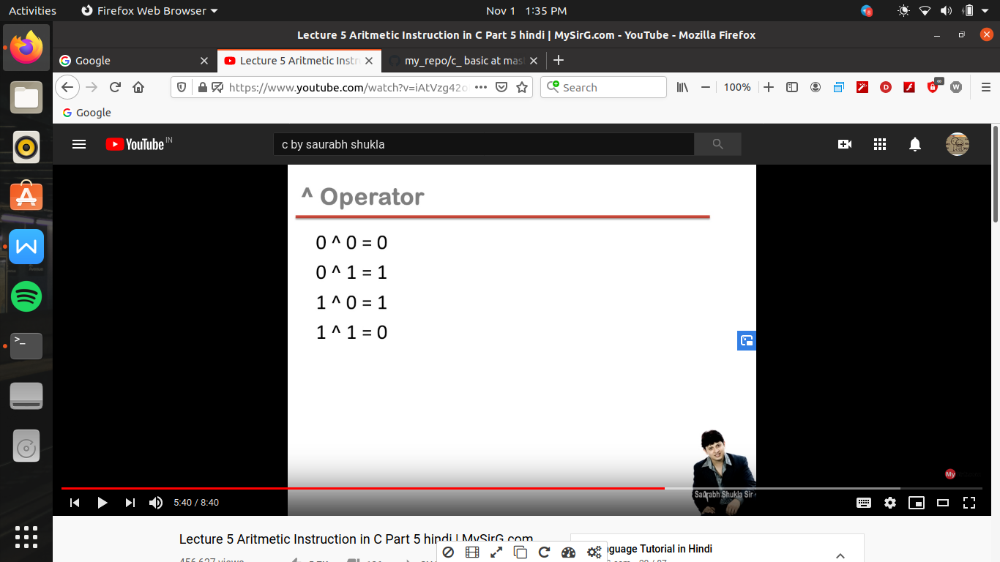 Activities Firefox Web Browser Nov 1 1:35 PM
Lecture 5 Aritmetic Instruction in C Part 5 hindi | MySirG.com - YouTube - Mozilla Firefox
Google Lecture 5 Aritmetic Instr my_repo/c_ basic at mas
https://www.youtube.com/watch?v=iAtVzg42o Search 100%
Google
YouTube IN c by saurabh shukla
^ Operator
0 ^ 0 = 0
0 ^ 1 = 1
1 ^ 0 = 1
1 ^ 1 = 0
My
Saurabh Shukla Sir
5:40 / 8:40
Lecture 5 Aritmetic Instruction in C Part 5 hindi | MySirG.com
nguage Tutorial in Hindi